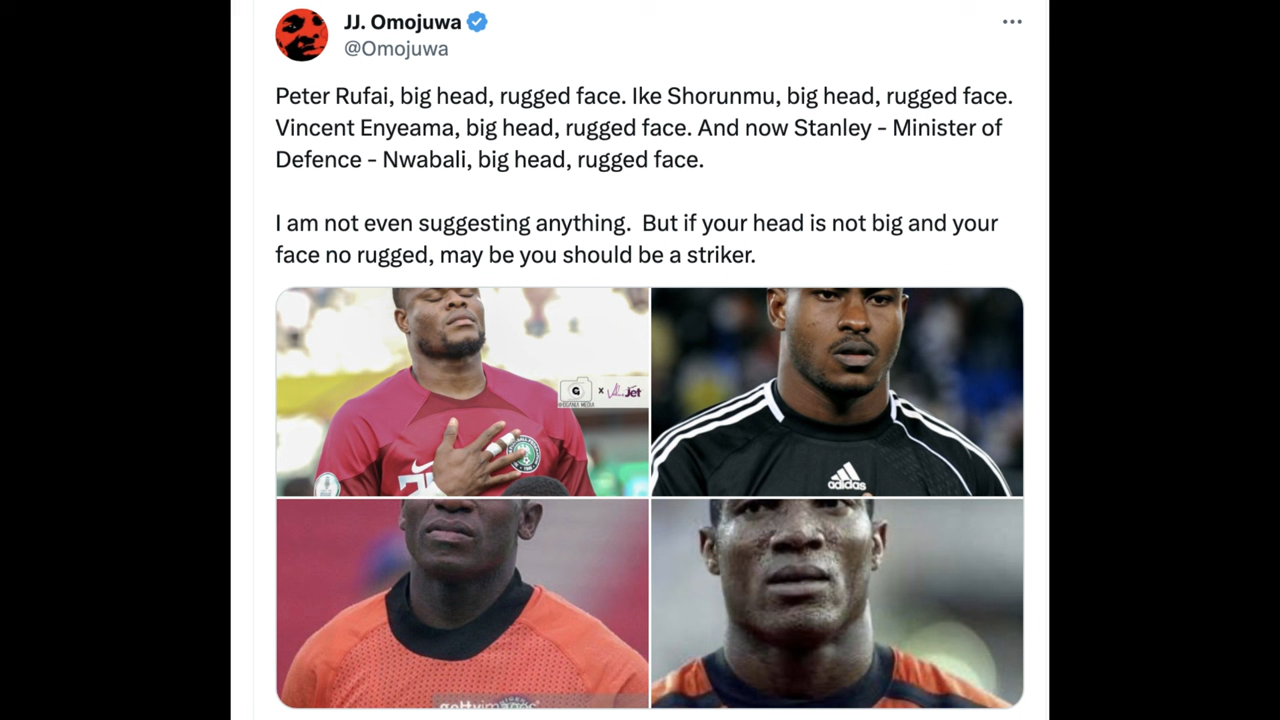 JJ. Omojuwa
@Omojuwa
Peter Rufai, big head, rugged face. Ike Shorunmu, big head, rugged face.
Vincent Enyeama, big head, rugged face. And now Stanley - Minister of
Defence - Nwabali, big head, rugged face.
I am not even suggesting anything.  But if your head is not big and your
face no rugged, may be you should be a striker.
G
x
Jet
adidas
gettyimages